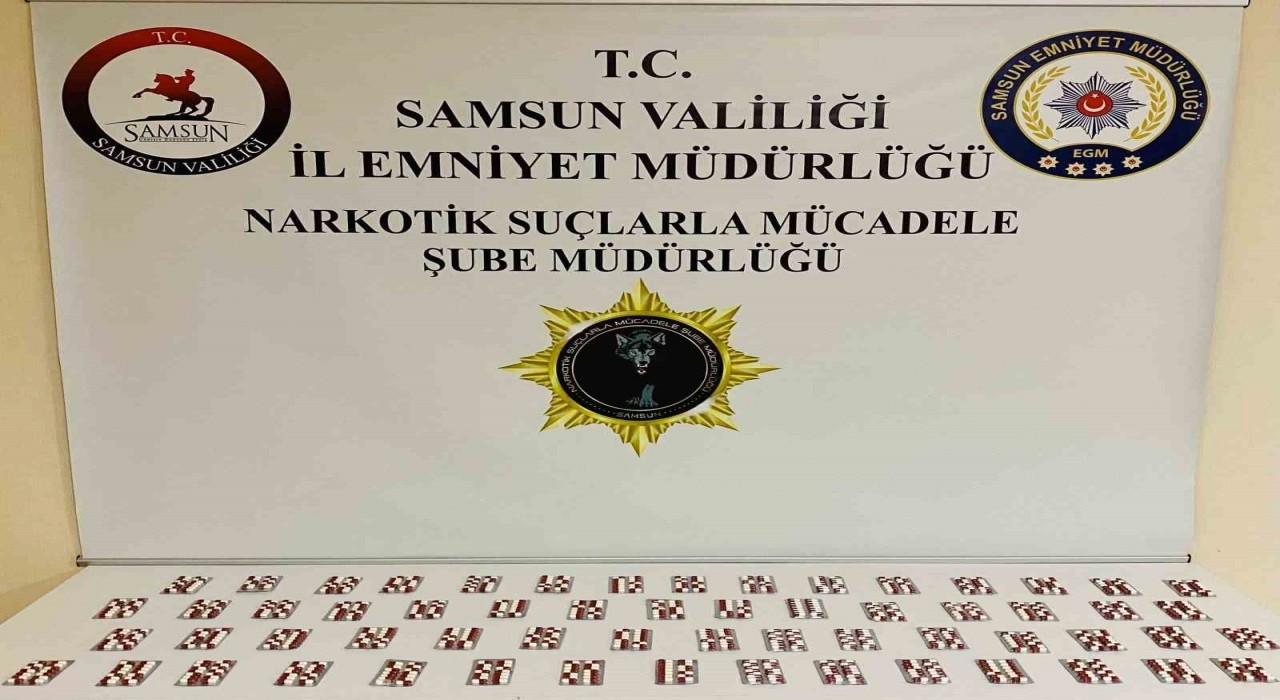 T.C.
SAMSUN
SAMSUN VALİLİĞİ
T.C.
SAMSUN VALİLİĞİ
İL EMNİYET MÜDÜRLÜĞÜ
NARKOTİK SUÇLARLA MÜCADELE
ŞUBE MÜDÜRLÜĞÜ
SAMSUN EMNİYET MÜDÜRLÜĞÜ
EGM
NARKOTİK SUÇLARLA MÜCADELE ŞUBE MÜDÜRLÜĞÜ
SAMSUN